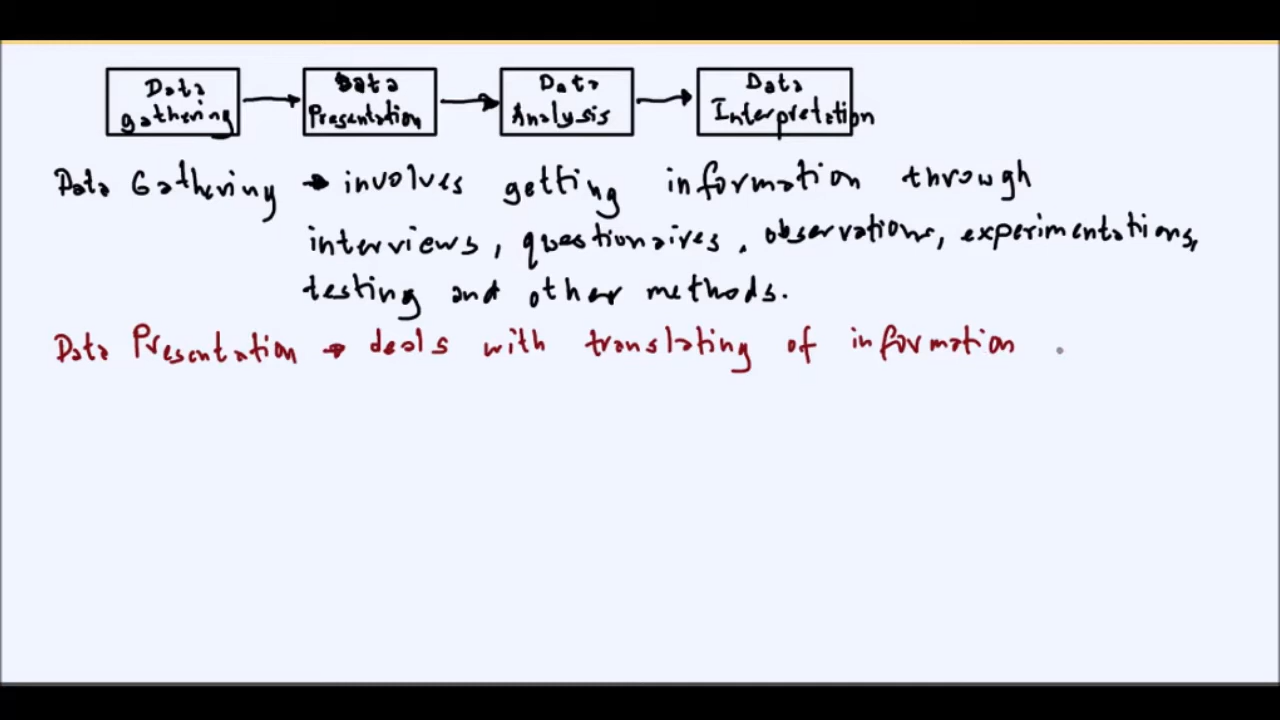 Data
gathering
Data
Presentation
Data
Analysis
Data
Interpretation
Data Gathering → involves getting information through
interviews, questionaires, observations, experimentations,
testing and other methods.
Data Presentation → deals with translating of information